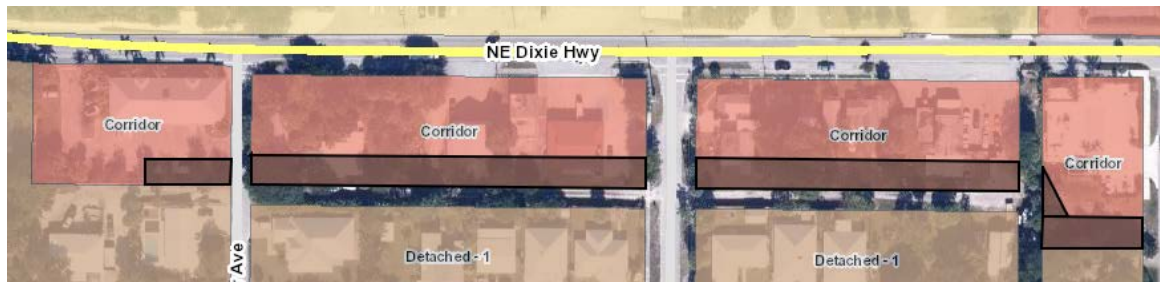 NE Dixie Hwy
Corridor
Corridor
Corridor
Corridor
Ave
Detached - 1
Detached - 1